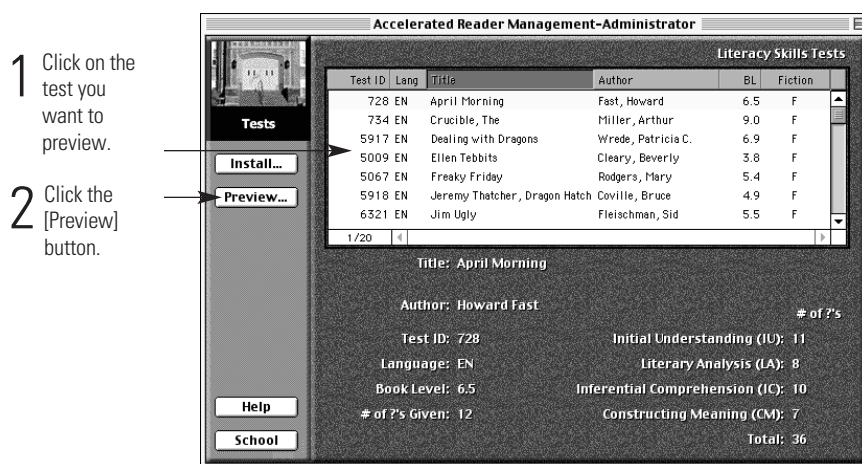 Accelerated Reader Management-Administrator
1 Click on the
test you
want to
preview.
2 Click the
[Preview]
button.
Tests
Install...
Preview...
Help
School
Literacy Skills Tests
Test ID Lang Title Author BL Fiction
728 EN April Morning Fast, Howard 6.5 F
734 EN Crucible, The Miller, Arthur 9.0 F
5917 EN Dealing with Dragons Wrede, Patricia C. 6.9 F
5009 EN Ellen Tebbits Cleary, Beverly 3.8 F
5067 EN Freaky Friday Rodgers, Mary 5.4 F
5918 EN Jeremy Thatcher, Dragon Hatch Coville, Bruce 4.9 F
6321 EN Jim Ugly Fleischman, Sid 5.5 F
1/20
Title: April Morning
Author: Howard Fast
# of ?'s
Test ID: 728 Initial Understanding (IU): 11
Language: EN Literary Analysis (LA): 8
Book Level: 6.5 Inferential Comprehension (IC): 10
# of ?'s Given: 12 Constructing Meaning (CM): 7
Total: 36